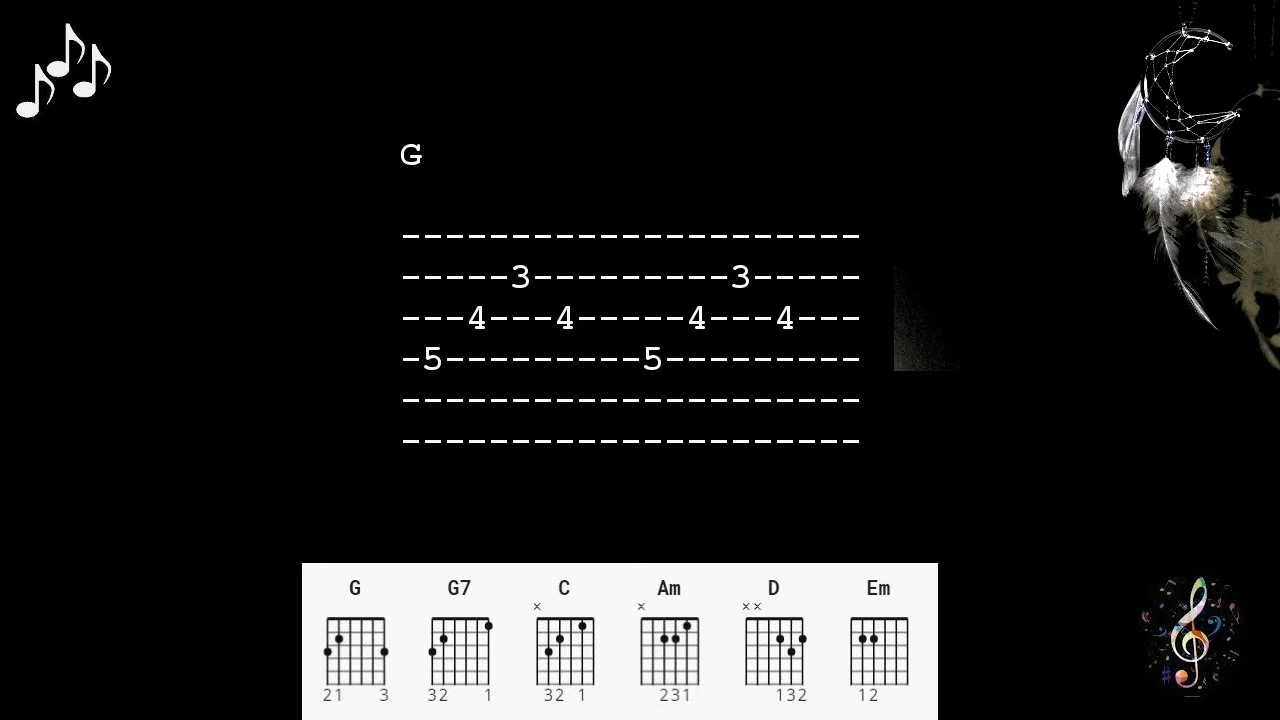 G
---------------------
-----3---------3-----
---4---4-----4---4---
-5---------5---------
---------------------
---------------------
G G7 C Am D Em
× × ××
21 3 32 1 32 1 231 132 12